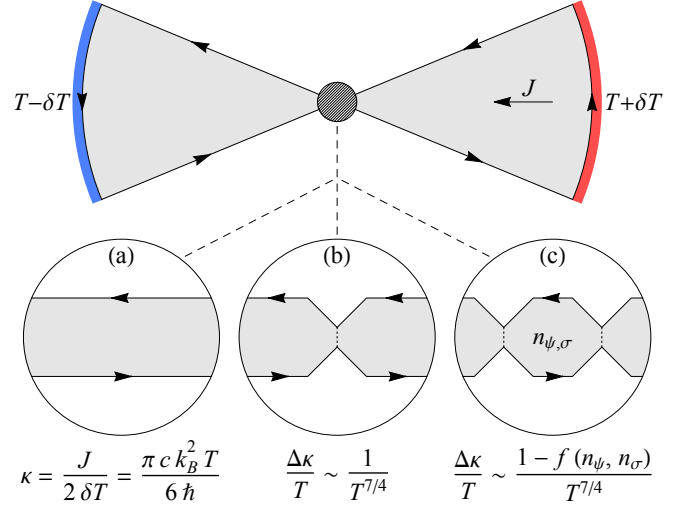 J
T−δT
T+δT
(a) (b) (c)
n_{ψ,σ}
κ = J / (2 δT) = π c k_B^2 T / (6 ħ)
Δκ / T ~ 1 / T^{7/4}
Δκ / T ~ (1 − f (n_ψ, n_σ)) / T^{7/4}